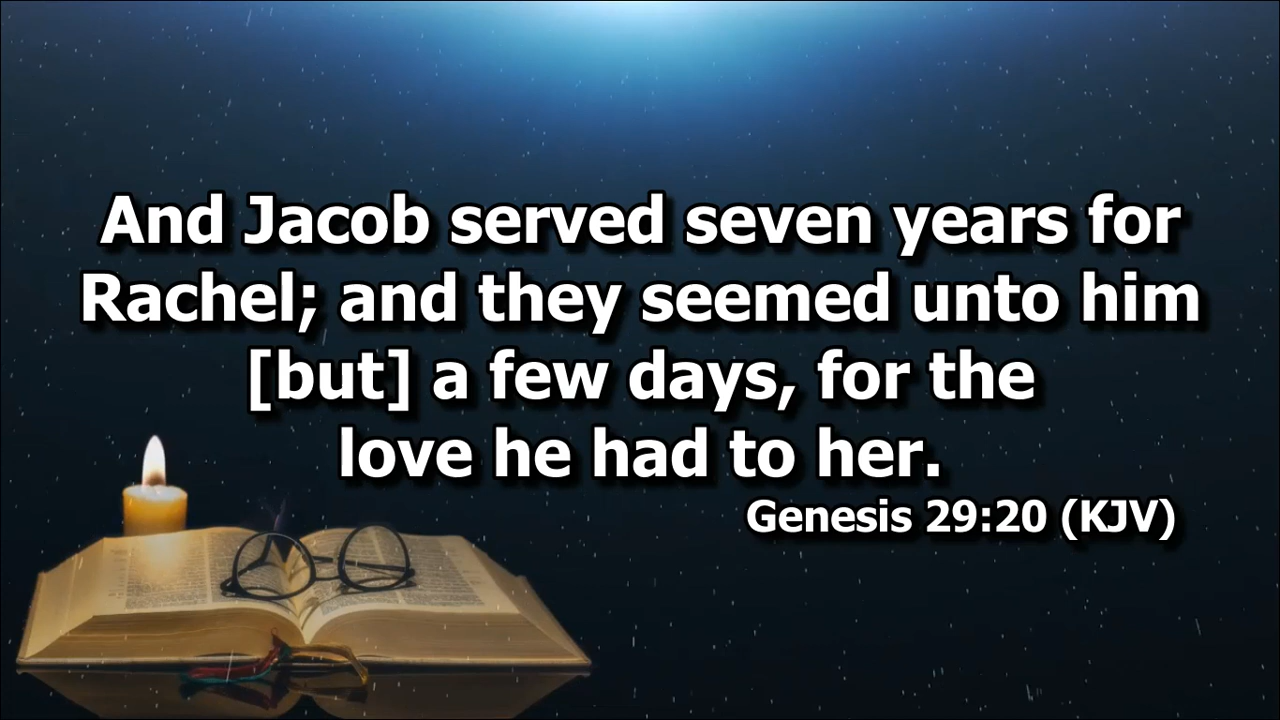 And Jacob served seven years for
Rachel; and they seemed unto him
[but] a few days, for the
love he had to her.
Genesis 29:20 (KJV)